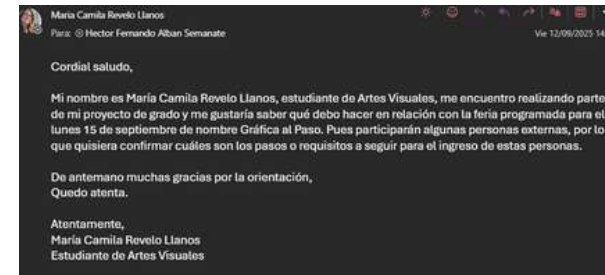 Maria Camila Revelo Llanos
Para: Hector Fernando Alban Semanate
Vie 12/09/2025 14
Cordial saludo,
Mi nombre es María Camila Revelo Llanos, estudiante de Artes Visuales, me encuentro realizando parte
de mi proyecto de grado y me gustaría saber qué debo hacer en relación con la feria programada para el
lunes 15 de septiembre de nombre Gráfica al Paso. Pues participarán algunas personas externas, por lo
que quisiera confirmar cuáles son los pasos o requisitos a seguir para el ingreso de estas personas.
De antemano muchas gracias por la orientación,
Quedo atenta.
Atentamente,
María Camila Revelo Llanos
Estudiante de Artes Visuales